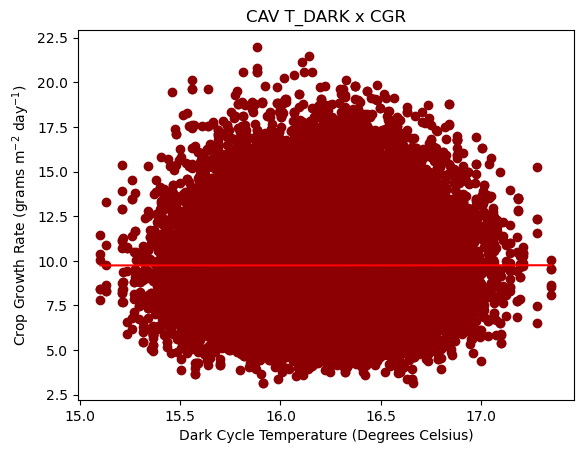 CAV T_DARK x CGR
22.5
20.0
17.5
15.0
12.5
10.0
7.5
5.0
2.5
Crop Growth Rate (grams m⁻² day⁻¹)
15.0 15.5 16.0 16.5 17.0
Dark Cycle Temperature (Degrees Celsius)